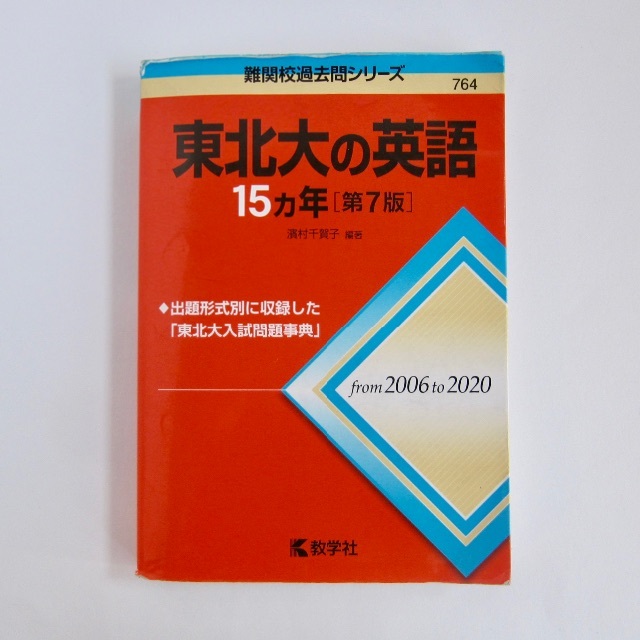 難関校過去問シリーズ
764
東北大の英語
15ヵ年[第7版]
濱村千賀子 編著
◆出題形式別に収録した
「東北大入試問題事典」
from 2006 to 2020
教学社